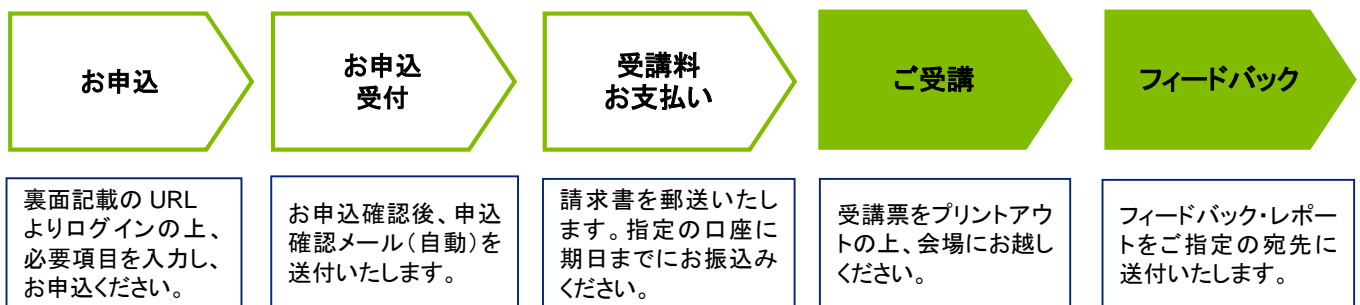 お申込
お申込
受付
受講料
お支払い
ご受講
フィードバック
裏面記載の URL
よりログインの上、
必要項目を入力し、
お申込ください。
お申込確認後、申込
確認メール（自動）を
送付いたします。
請求書を郵送いたし
ます。指定の口座に
期日までにお振込み
ください。
受講票をプリントアウ
トの上、会場にお越し
ください。
フィードバック・レポー
トをご指定の宛先に
送付いたします。